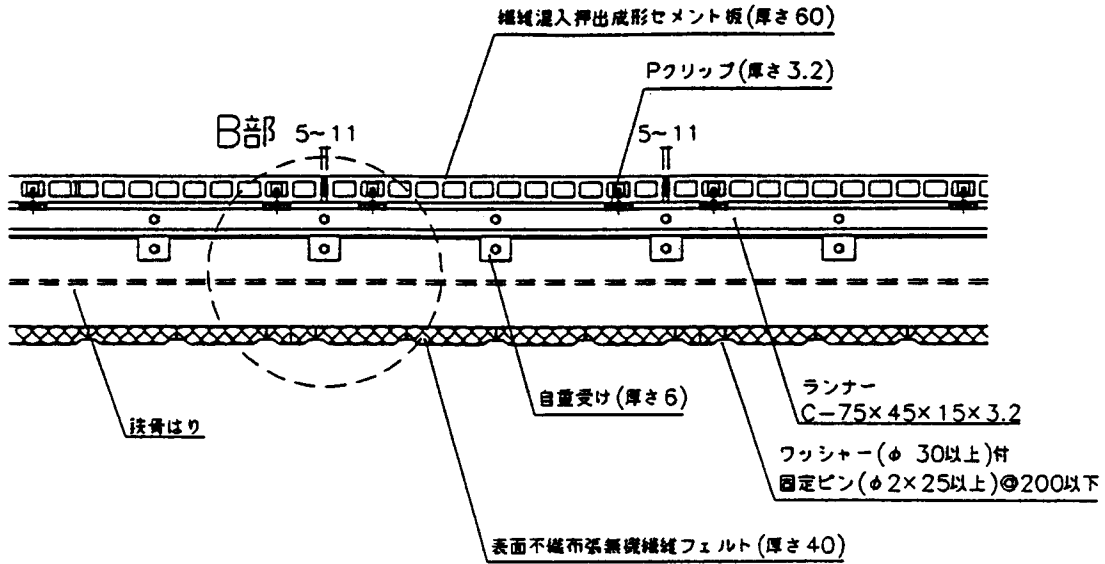 繊維混入押出成形セメント板(厚さ60)
Pクリップ(厚さ3.2)
B部
5~11
5~11
自重受け(厚さ6)
ランナー
C-75×45×15×3.2
鉄骨はり
ワッシャー(φ 30以上)付
固定ピン(φ2×25以上)@200以下
表面不織布張無機繊維フェルト(厚さ40)